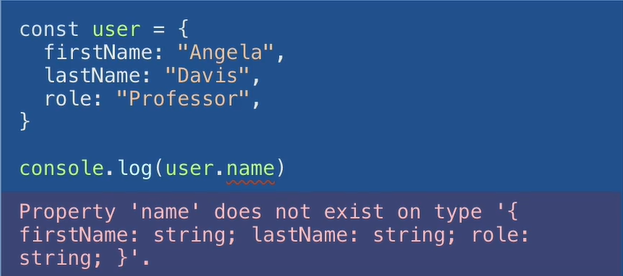 const user = {
  firstName: "Angela",
  lastName: "Davis",
  role: "Professor",
}
console.log(user.name)
Property 'name' does not exist on type '{
firstName: string; lastName: string; role:
string; }'.